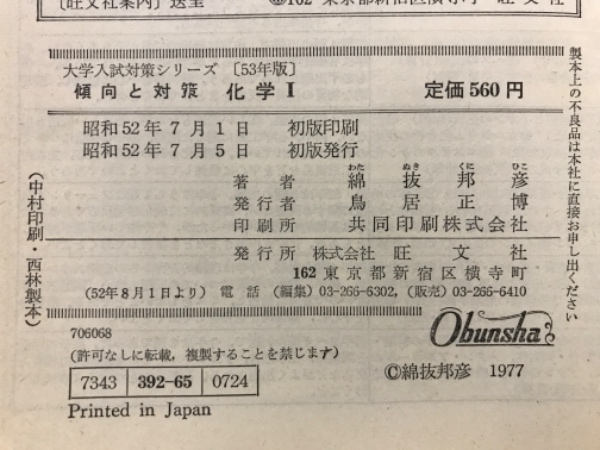 〔旺文社案内〕送呈
大学入試対策シリーズ 〔53年版〕
傾向と対策 化学I 定価560円
昭和52年7月1日 初版印刷
昭和52年7月5日 初版発行
わた ぬき くに ひこ
著者 綿抜邦彦
発行者 鳥居正博
印刷所 共同印刷株式会社
発行所 株式会社 旺文社
162 東京都新宿区横寺町
(52年8月1日より) 電話 (編集) 03-266-6302, (販売) 03-266-6410
製本上の不良品は本社に直接お申し出ください
(中村印刷・西林製本)
706068
(許可なしに転載,複製することを禁じます)
7343 392-65 0724
Printed in Japan
Obunsha
©綿抜邦彦 1977